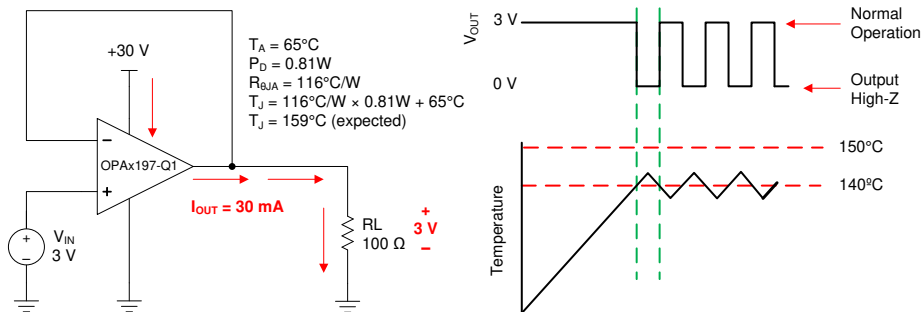 +30 V
T_A = 65°C
P_D = 0.81W
R_θJA = 116°C/W
T_J = 116°C/W × 0.81W + 65°C
T_J = 159°C (expected)
−
OPAx197-Q1
+
I_OUT = 30 mA
+
−
V_IN
3 V
RL
100 Ω
+
3 V
−
V_OUT
3 V
0 V
Normal
Operation
Output
High-Z
Temperature
150°C
140ºC